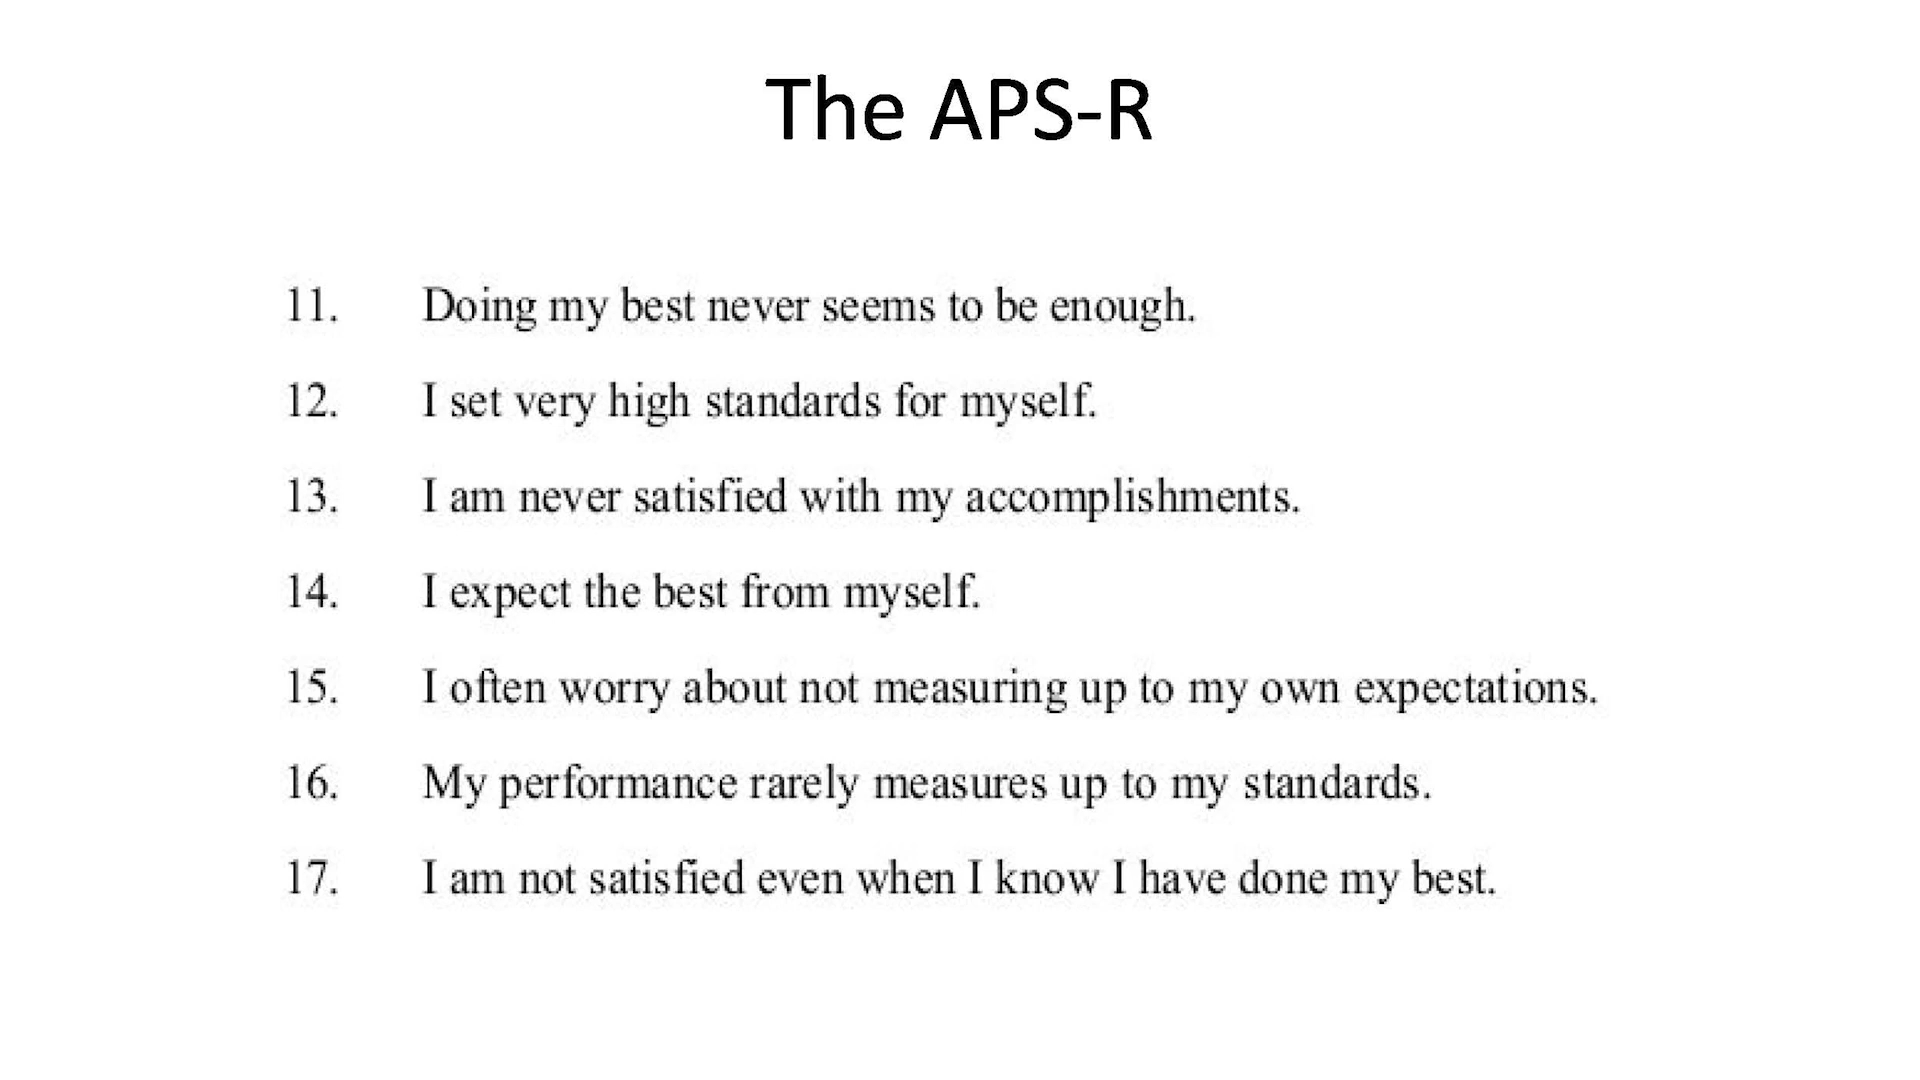 The APS-R
11. Doing my best never seems to be enough.
12. I set very high standards for myself.
13. I am never satisfied with my accomplishments.
14. I expect the best from myself.
15. I often worry about not measuring up to my own expectations.
16. My performance rarely measures up to my standards.
17. I am not satisfied even when I know I have done my best.